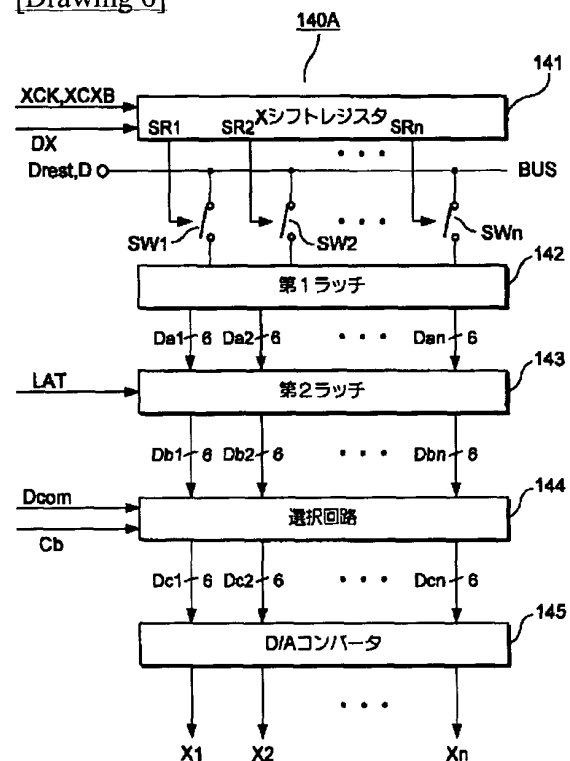 [Drawing 6]
140A
141
XCK,XCXB
Xシフトレジスタ
SR1 SR2 SRn
DX
Drest,D BUS
SW1 SW2 SWn
142
第1ラッチ
Da1 6 Da2 6 Dan 6
143
LAT
第2ラッチ
Db1 6 Db2 6 Dbn 6
144
Dcom
選択回路
Cb
Dc1 6 Dc2 6 Dcn 6
145
D/Aコンバータ
X1 X2 Xn